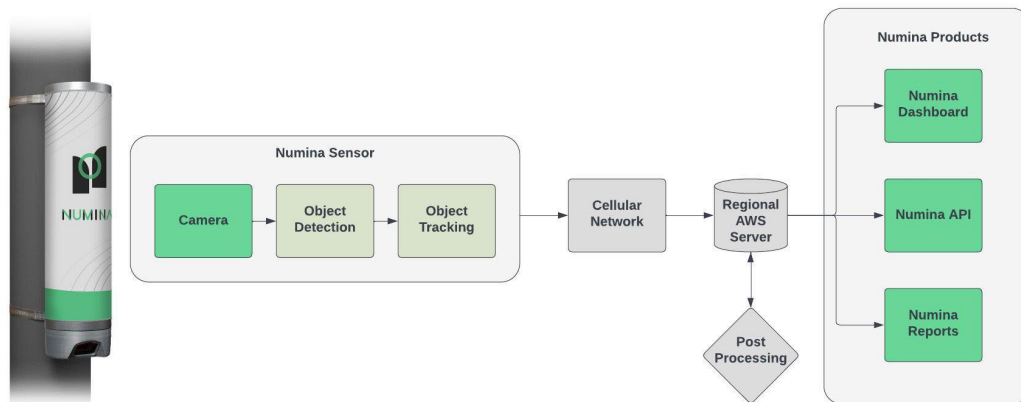 NUMINA
Numina Sensor
Camera
Object
Detection
Object
Tracking
Cellular
Network
Regional
AWS
Server
Post
Processing
Numina Products
Numina
Dashboard
Numina API
Numina
Reports